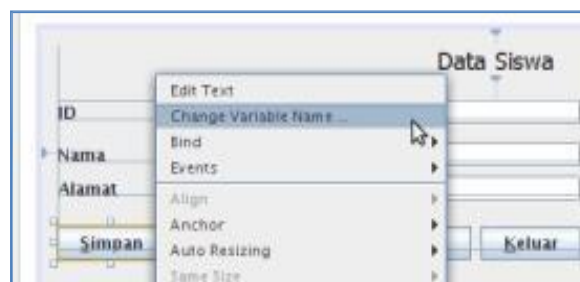 Data Siswa
ID
Nama
Alamat
Simpan
Keluar
Edit Text
Change Variable Name ...
Bind
Events
Align
Anchor
Auto Resizing
Same Size